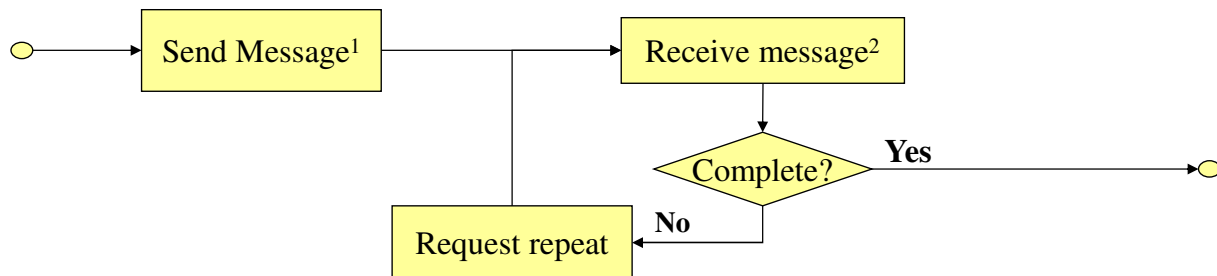 Send Message¹
Receive message²
Complete?
Yes
No
Request repeat